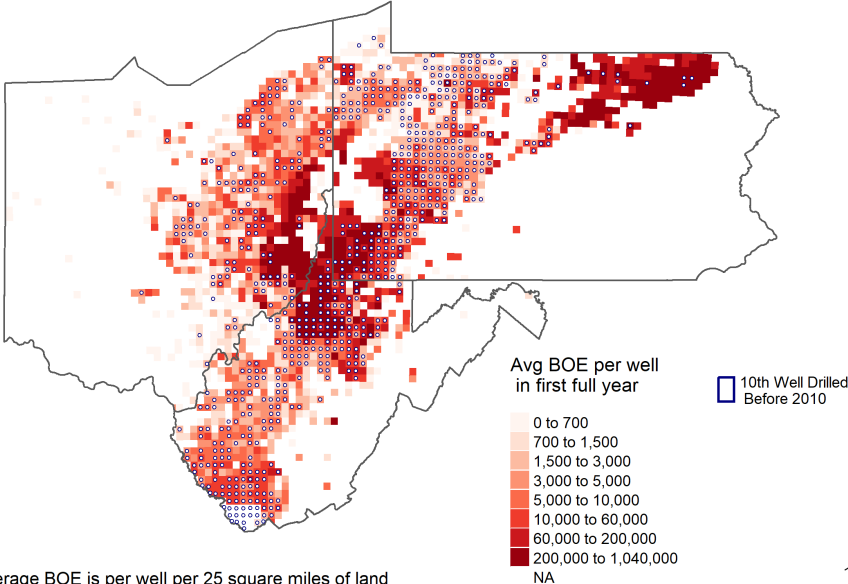 Avg BOE per well
in first full year
0 to 700
700 to 1,500
1,500 to 3,000
3,000 to 5,000
5,000 to 10,000
10,000 to 60,000
60,000 to 200,000
200,000 to 1,040,000
NA
10th Well Drilled
Before 2010
erage BOE is per well per 25 square miles of land